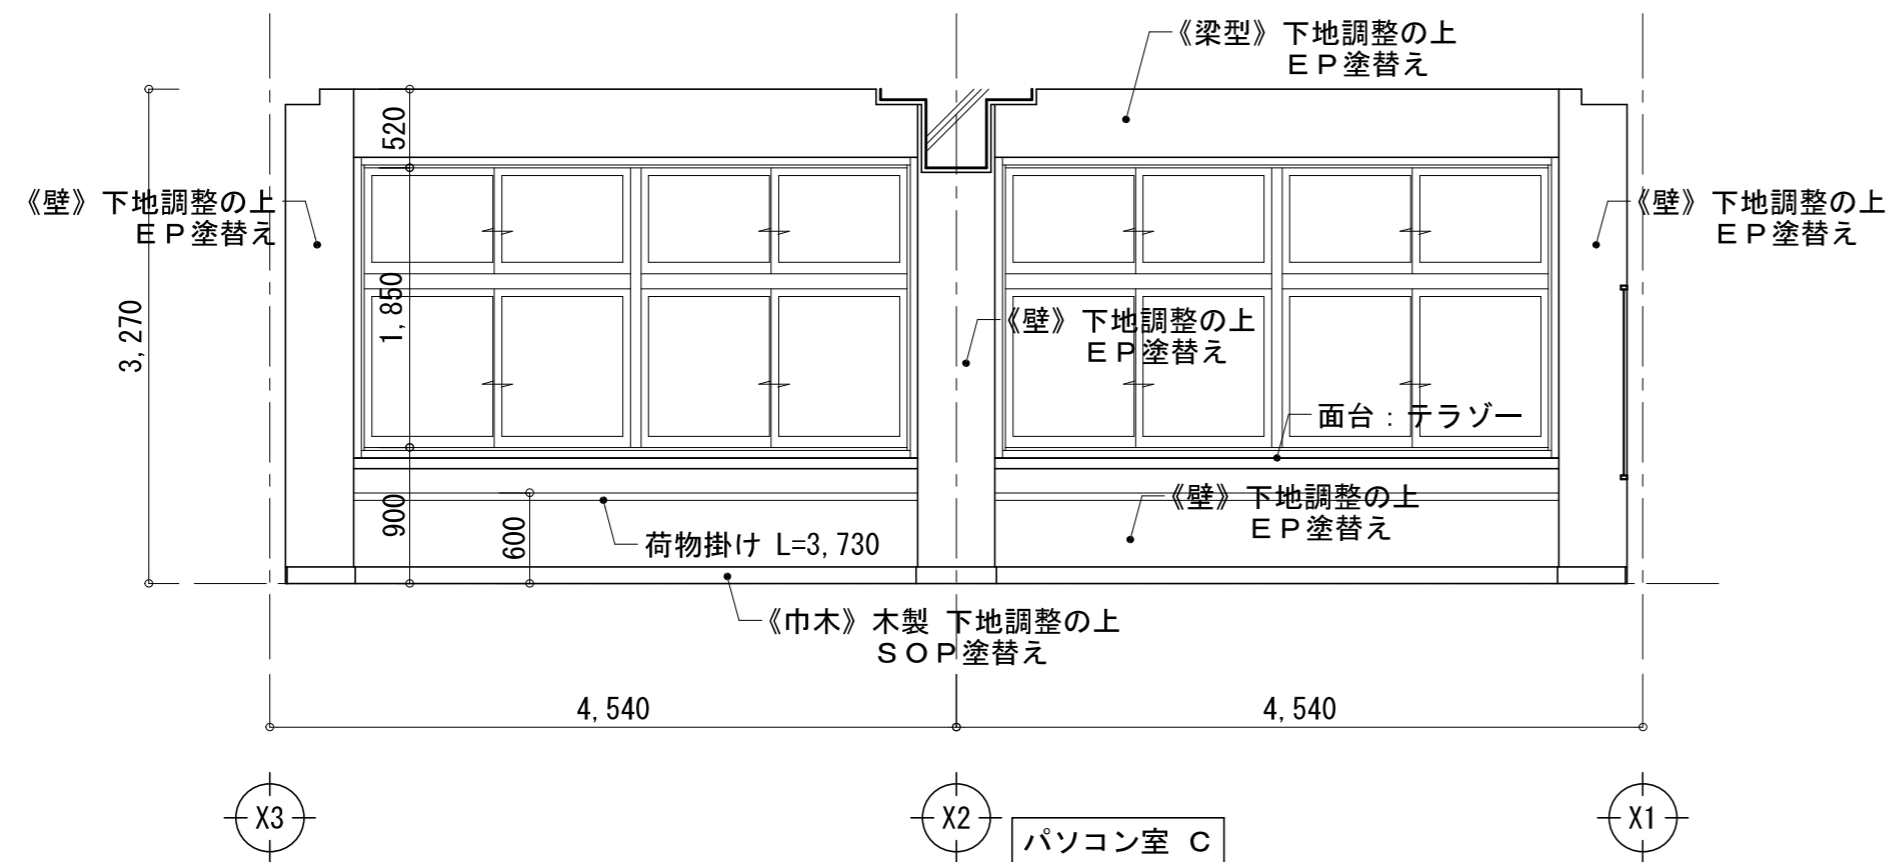 《梁型》下地調整の上
ＥＰ塗替え
520
《壁》下地調整の上
ＥＰ塗替え
《壁》下地調整の上
ＥＰ塗替え
3,270
1,850
《壁》下地調整の上
ＥＰ塗替え
面台：テラゾー
900
600
《壁》下地調整の上
ＥＰ塗替え
荷物掛け L=3,730
《巾木》木製 下地調整の上
ＳＯＰ塗替え
4,540
4,540
X3
X2
X1
パソコン室 C